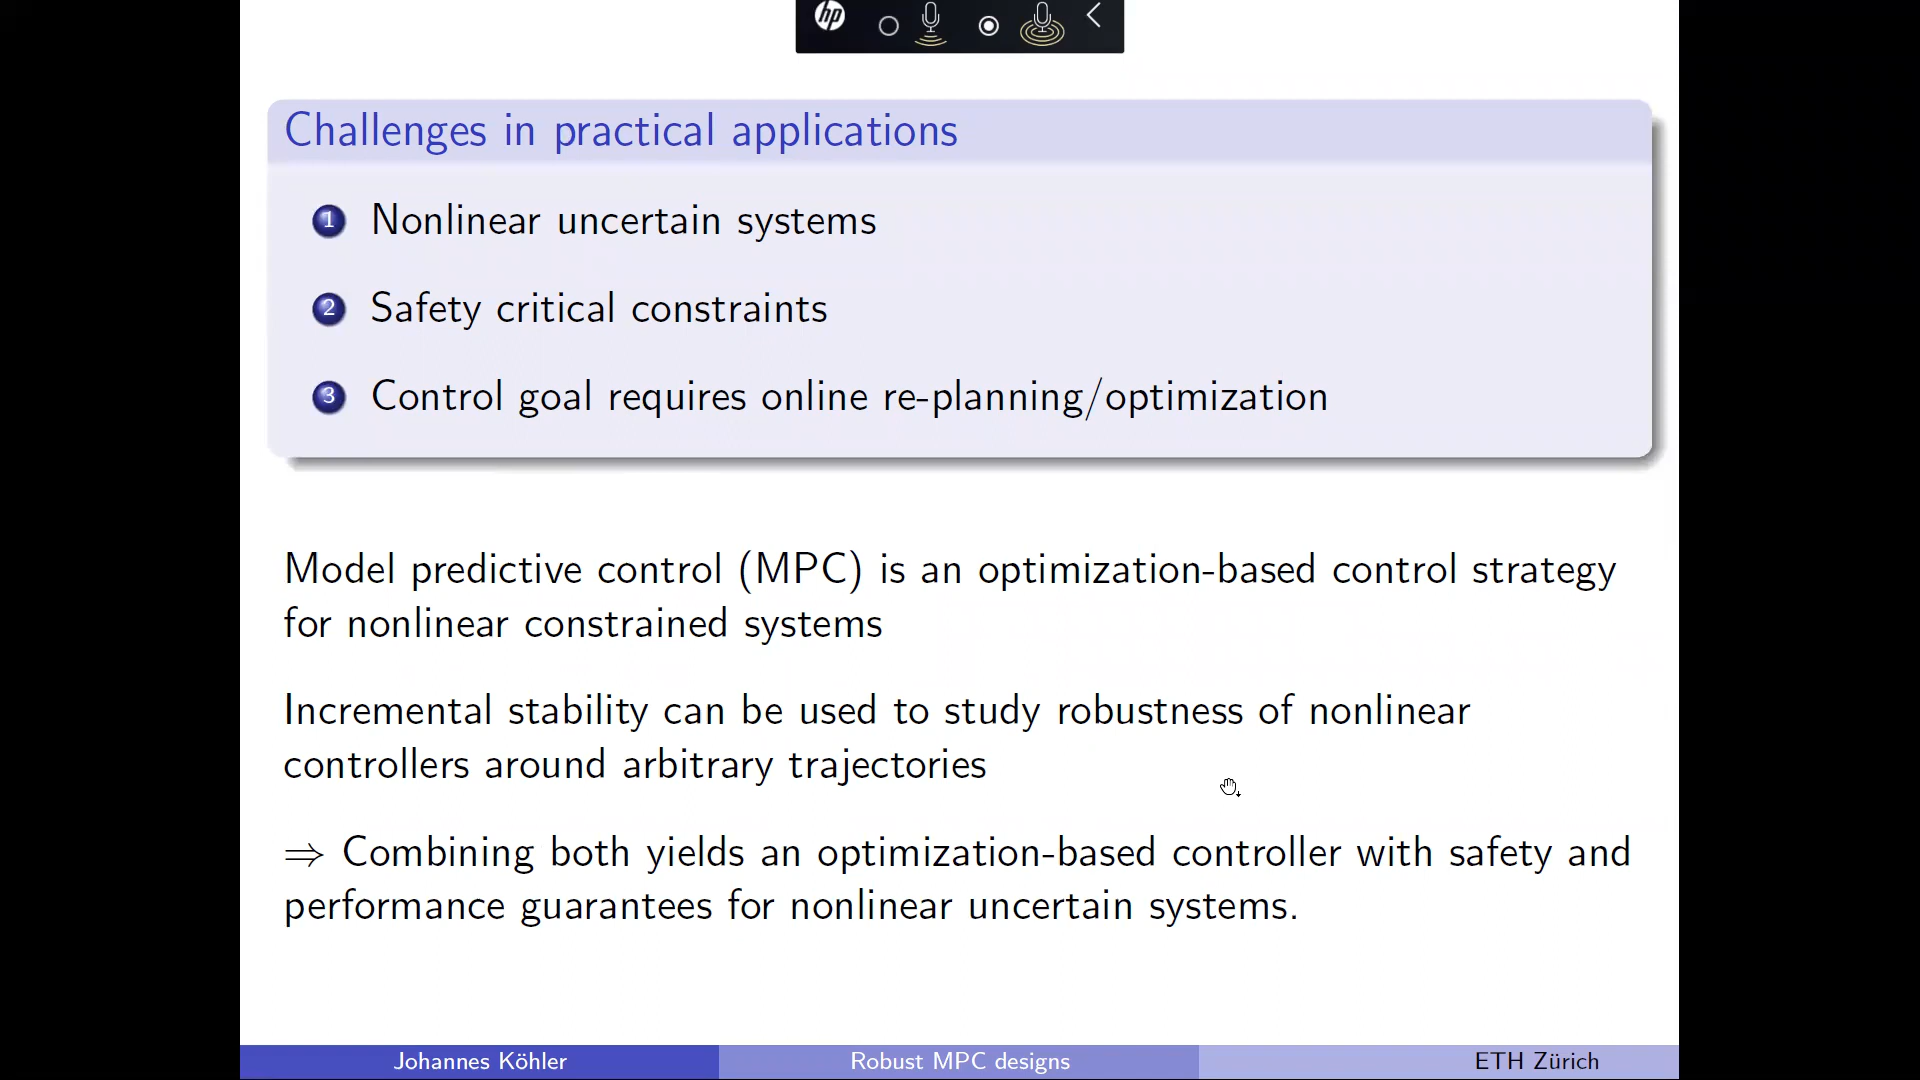 hp
Challenges in practical applications
1 Nonlinear uncertain systems
2 Safety critical constraints
3 Control goal requires online re-planning/optimization
Model predictive control (MPC) is an optimization-based control strategy
for nonlinear constrained systems
Incremental stability can be used to study robustness of nonlinear
controllers around arbitrary trajectories
⇒ Combining both yields an optimization-based controller with safety and
performance guarantees for nonlinear uncertain systems.
Johannes Köhler
Robust MPC designs
ETH Zürich